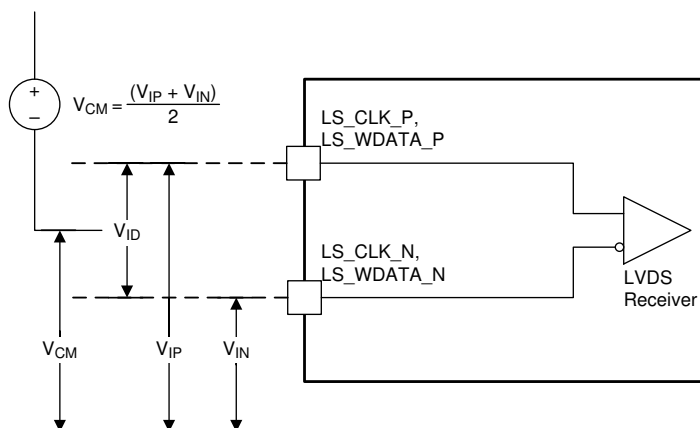 +
−
V_CM = (V_IP + V_IN) / 2
LS_CLK_P,
LS_WDATA_P
V_ID
LS_CLK_N,
LS_WDATA_N
LVDS
Receiver
V_CM
V_IP
V_IN